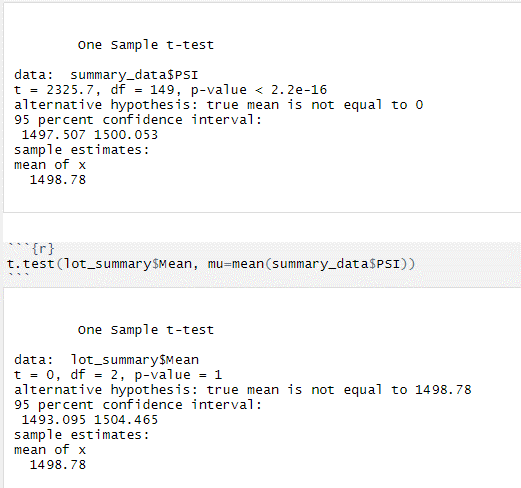 One Sample t-test
data:  summary_data$PSI
t = 2325.7, df = 149, p-value < 2.2e-16
alternative hypothesis: true mean is not equal to 0
95 percent confidence interval:
 1497.507 1500.053
sample estimates:
mean of x
  1498.78
```{r}
t.test(lot_summary$Mean, mu=mean(summary_data$PSI))
```
One Sample t-test
data:  lot_summary$Mean
t = 0, df = 2, p-value = 1
alternative hypothesis: true mean is not equal to 1498.78
95 percent confidence interval:
 1493.095 1504.465
sample estimates:
mean of x
  1498.78